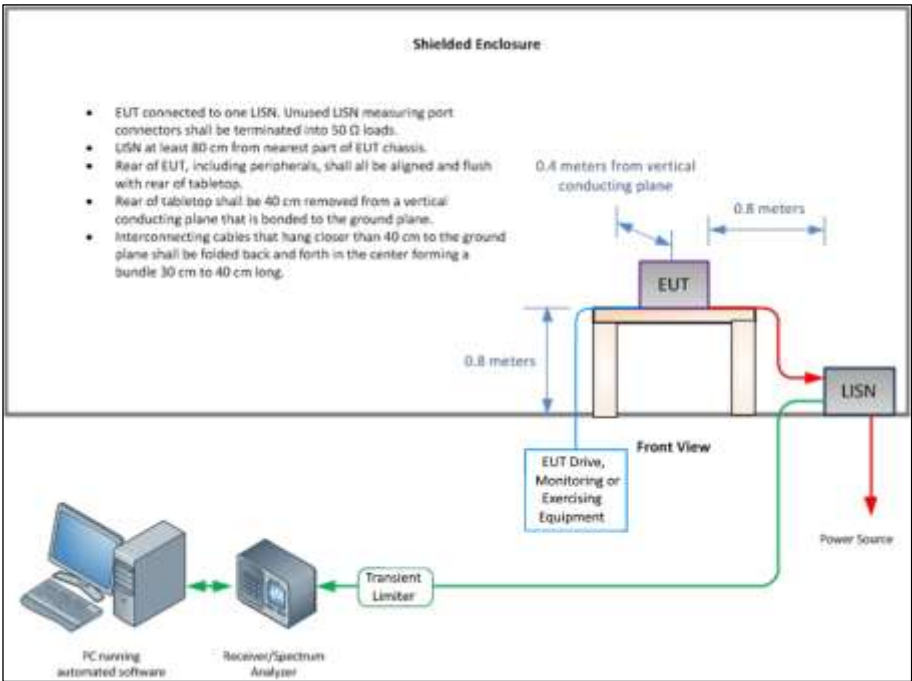 Shielded Enclosure
• EUT connected to one LISN. Unused LISN measuring port
connectors shall be terminated into 50 Ω loads.
• LISN at least 80 cm from nearest part of EUT chassis.
• Rear of EUT, including peripherals, shall all be aligned and flush
with rear of tabletop.
• Rear of tabletop shall be 40 cm removed from a vertical
conducting plane that is bonded to the ground plane.
• Interconnecting cables that hang closer than 40 cm to the ground
plane shall be folded back and forth in the center forming a
bundle 30 cm to 40 cm long.
0.4 meters from vertical
conducting plane
0.8 meters
EUT
0.8 meters
LISN
Front View
EUT Drive,
Monitoring or
Exercising
Equipment
Power Source
Transient
Limiter
PC running
automated software
Receiver/Spectrum
Analyzer